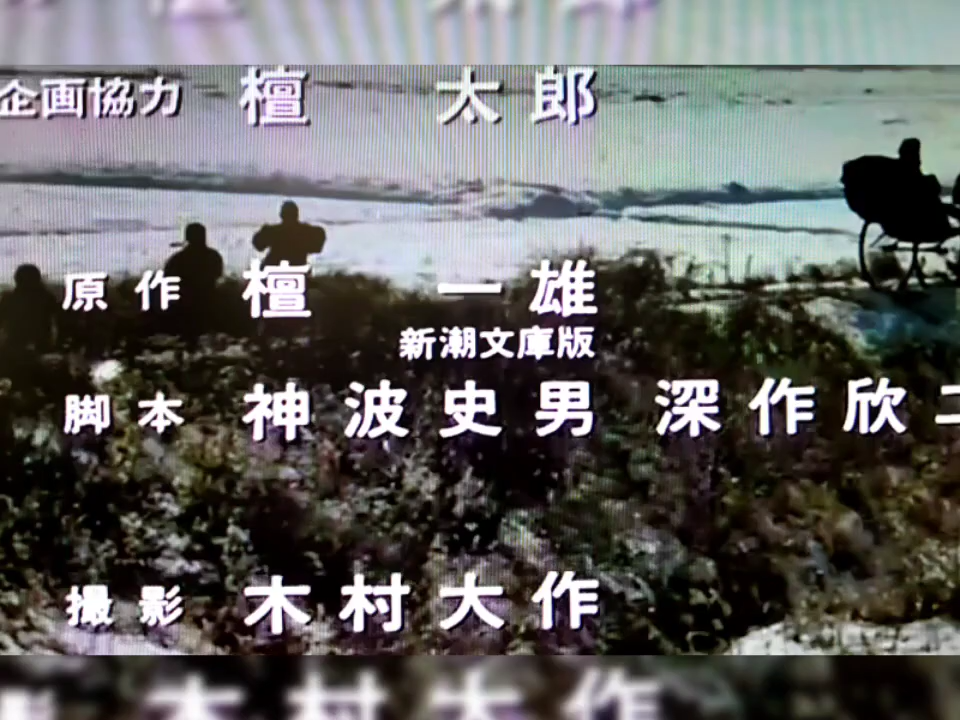 企画協力 檀 太郎
原作 檀 一雄
新潮文庫版
脚本 神波史男 深作欣二
撮影 木村大作